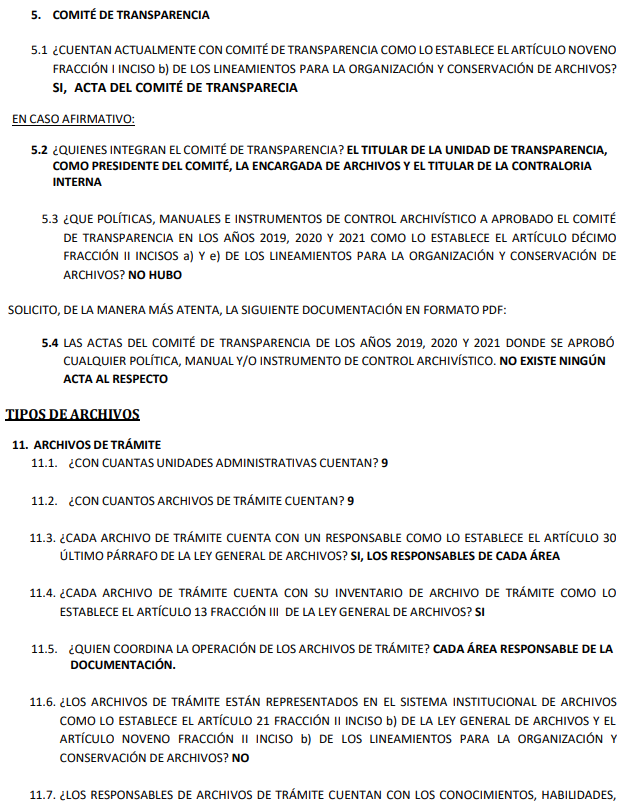 5. COMITÉ DE TRANSPARENCIA
5.1 ¿CUENTAN ACTUALMENTE CON COMITÉ DE TRANSPARENCIA COMO LO ESTABLECE EL ARTÍCULO NOVENO
FRACCIÓN I INCISO b) DE LOS LINEAMIENTOS PARA LA ORGANIZACIÓN Y CONSERVACIÓN DE ARCHIVOS?
SI, ACTA DEL COMITÉ DE TRANSPARECIA
EN CASO AFIRMATIVO:
5.2 ¿QUIENES INTEGRAN EL COMITÉ DE TRANSPARENCIA? EL TITULAR DE LA UNIDAD DE TRANSPARENCIA,
COMO PRESIDENTE DEL COMITÉ, LA ENCARGADA DE ARCHIVOS Y EL TITULAR DE LA CONTRALORIA
INTERNA
5.3 ¿QUE POLÍTICAS, MANUALES E INSTRUMENTOS DE CONTROL ARCHIVÍSTICO A APROBADO EL COMITÉ
DE TRANSPARENCIA EN LOS AÑOS 2019, 2020 Y 2021 COMO LO ESTABLECE EL ARTÍCULO DÉCIMO
FRACCIÓN II INCISOS a) Y e) DE LOS LINEAMIENTOS PARA LA ORGANIZACIÓN Y CONSERVACIÓN DE
ARCHIVOS? NO HUBO
SOLICITO, DE LA MANERA MÁS ATENTA, LA SIGUIENTE DOCUMENTACIÓN EN FORMATO PDF:
5.4 LAS ACTAS DEL COMITÉ DE TRANSPARENCIA DE LOS AÑOS 2019, 2020 Y 2021 DONDE SE APROBÓ
CUALQUIER POLÍTICA, MANUAL Y/O INSTRUMENTO DE CONTROL ARCHIVÍSTICO. NO EXISTE NINGÚN
ACTA AL RESPECTO
TIPOS DE ARCHIVOS
11. ARCHIVOS DE TRÁMITE
11.1. ¿CON CUANTAS UNIDADES ADMINISTRATIVAS CUENTAN? 9
11.2. ¿CON CUANTOS ARCHIVOS DE TRÁMITE CUENTAN? 9
11.3. ¿CADA ARCHIVO DE TRÁMITE CUENTA CON UN RESPONSABLE COMO LO ESTABLECE EL ARTÍCULO 30
ÚLTIMO PÁRRAFO DE LA LEY GENERAL DE ARCHIVOS? SI, LOS RESPONSABLES DE CADA ÁREA
11.4. ¿CADA ARCHIVO DE TRÁMITE CUENTA CON SU INVENTARIO DE ARCHIVO DE TRÁMITE COMO LO
ESTABLECE EL ARTÍCULO 13 FRACCIÓN III DE LA LEY GENERAL DE ARCHIVOS? SI
11.5. ¿QUIEN COORDINA LA OPERACIÓN DE LOS ARCHIVOS DE TRÁMITE? CADA ÁREA RESPONSABLE DE LA
DOCUMENTACIÓN.
11.6. ¿LOS ARCHIVOS DE TRÁMITE ESTÁN REPRESENTADOS EN EL SISTEMA INSTITUCIONAL DE ARCHIVOS
COMO LO ESTABLECE EL ARTÍCULO 21 FRACCIÓN II INCISO b) DE LA LEY GENERAL DE ARCHIVOS Y EL
ARTÍCULO NOVENO FRACCIÓN II INCISO b) DE LOS LINEAMIENTOS PARA LA ORGANIZACIÓN Y
CONSERVACIÓN DE ARCHIVOS? NO
11.7. ¿LOS RESPONSABLES DE ARCHIVOS DE TRÁMITE CUENTAN CON LOS CONOCIMIENTOS, HABILIDADES,